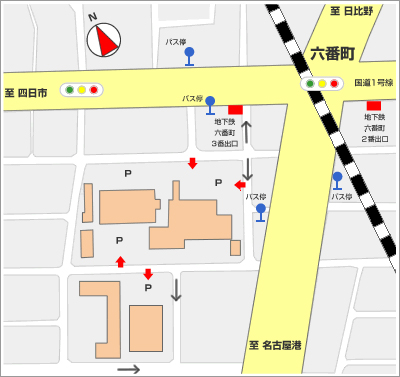 至 日比野
N
バス停
六番町
国道1号線
至 四日市
バス停
地下鉄
六番町
3番出口
地下鉄
六番町
2番出口
P
P
バス停
バス停
P
P
至 名古屋港